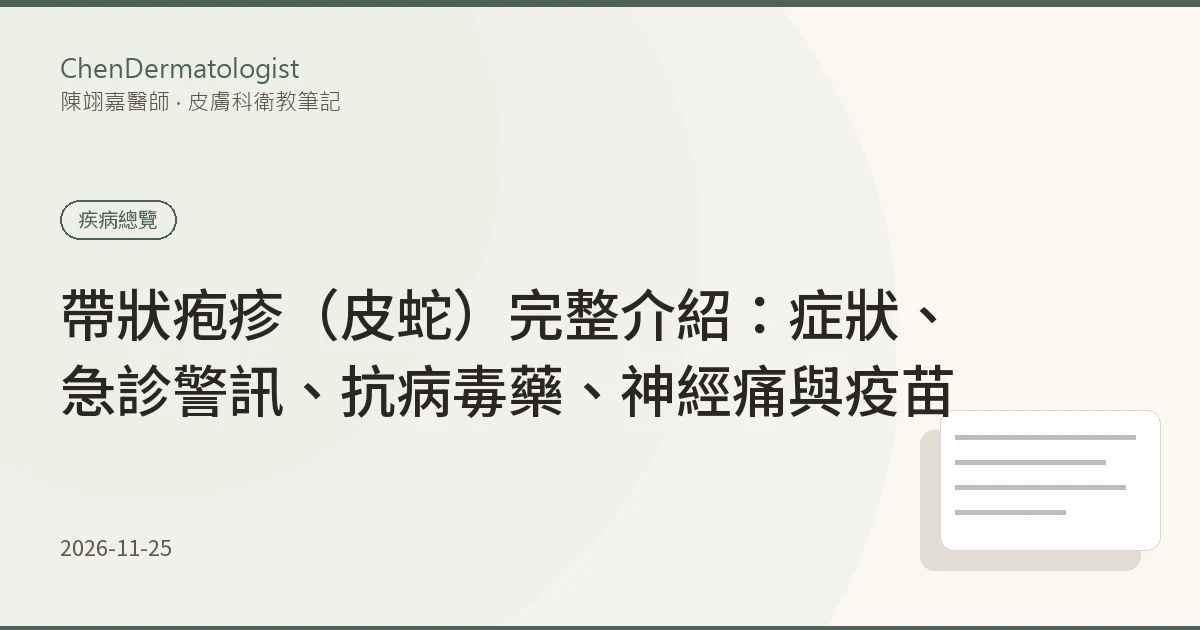 ChenDermatologist
陳翊嘉醫師 · 皮膚科衛教筆記
疾病總覽
帶狀疱疹（皮蛇）完整介紹：症狀、
急診警訊、抗病毒藥、神經痛與疫苗
2026-11-25